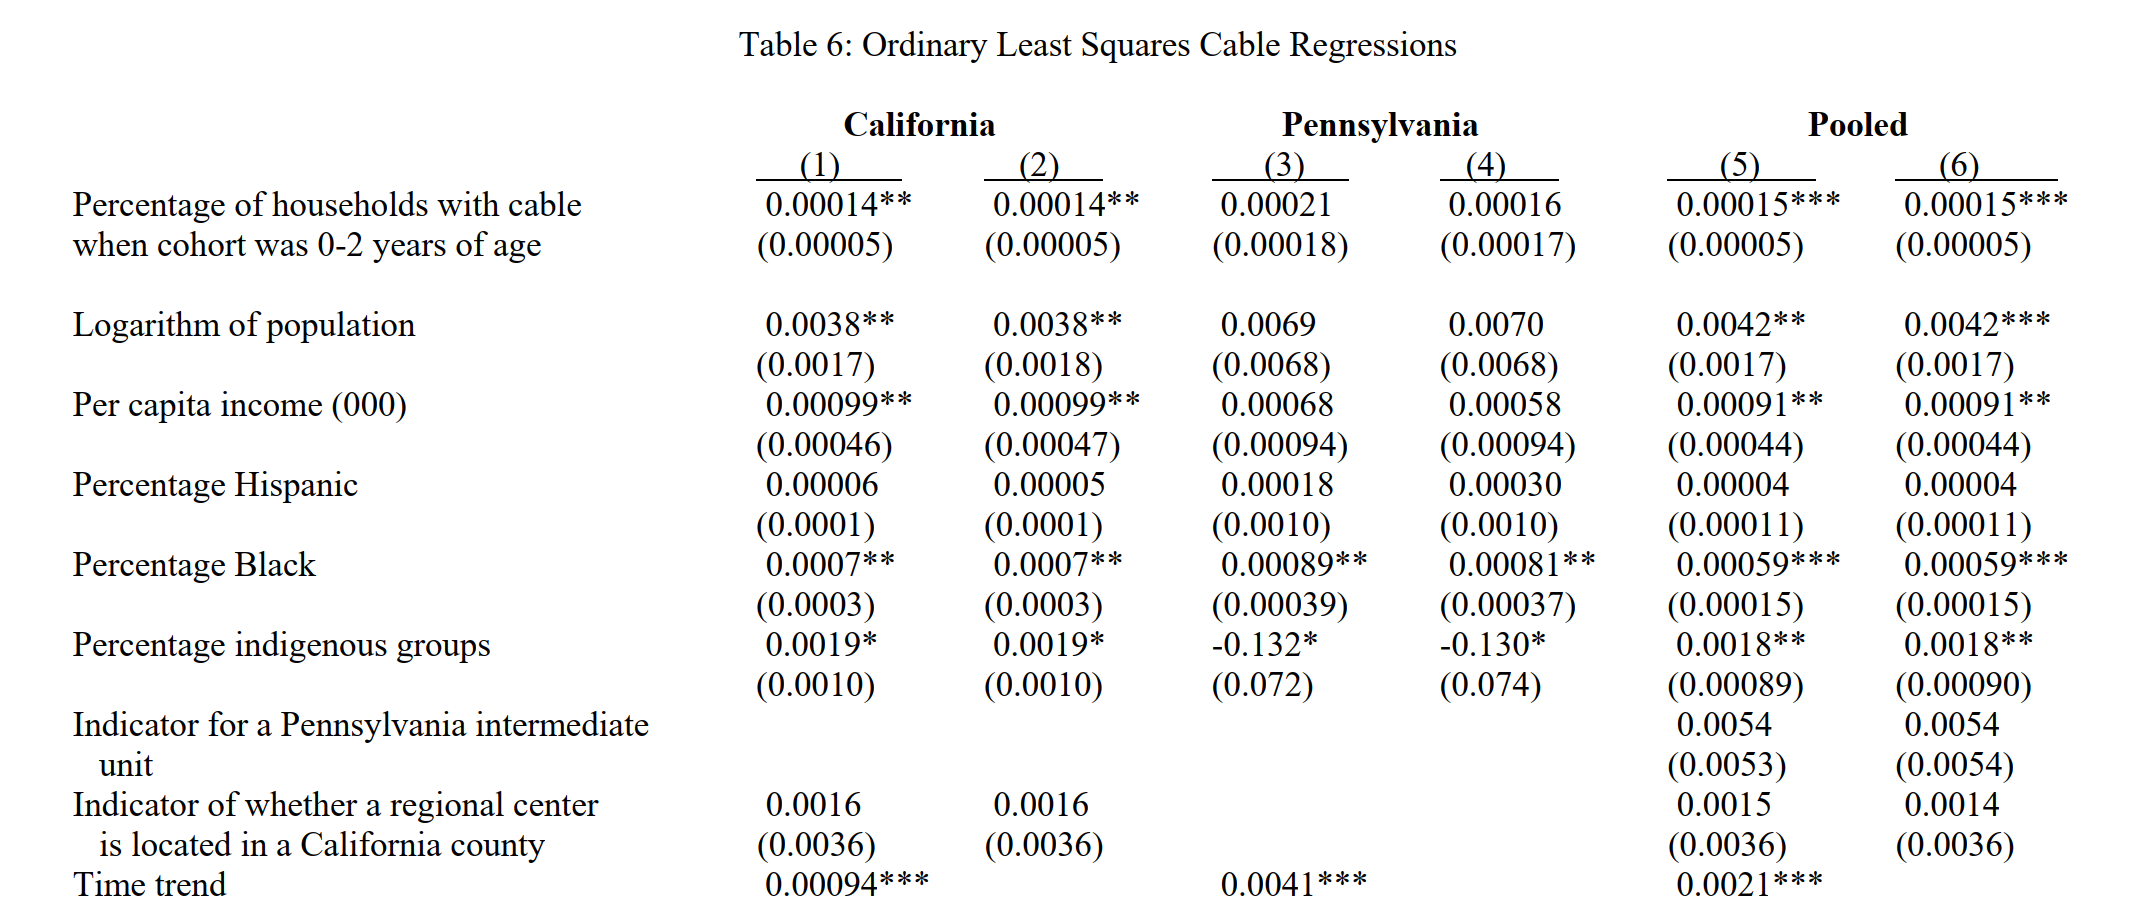 Table 6: Ordinary Least Squares Cable Regressions
California Pennsylvania Pooled
(1) (2) (3) (4) (5) (6)
Percentage of households with cable 0.00014** 0.00014** 0.00021 0.00016 0.00015*** 0.00015***
when cohort was 0-2 years of age (0.00005) (0.00005) (0.00018) (0.00017) (0.00005) (0.00005)
Logarithm of population 0.0038** 0.0038** 0.0069 0.0070 0.0042** 0.0042***
(0.0017) (0.0018) (0.0068) (0.0068) (0.0017) (0.0017)
Per capita income (000) 0.00099** 0.00099** 0.00068 0.00058 0.00091** 0.00091**
(0.00046) (0.00047) (0.00094) (0.00094) (0.00044) (0.00044)
Percentage Hispanic 0.00006 0.00005 0.00018 0.00030 0.00004 0.00004
(0.0001) (0.0001) (0.0010) (0.0010) (0.00011) (0.00011)
Percentage Black 0.0007** 0.0007** 0.00089** 0.00081** 0.00059*** 0.00059***
(0.0003) (0.0003) (0.00039) (0.00037) (0.00015) (0.00015)
Percentage indigenous groups 0.0019* 0.0019* -0.132* -0.130* 0.0018** 0.0018**
(0.0010) (0.0010) (0.072) (0.074) (0.00089) (0.00090)
Indicator for a Pennsylvania intermediate 0.0054 0.0054
unit (0.0053) (0.0054)
Indicator of whether a regional center 0.0016 0.0016 0.0015 0.0014
is located in a California county (0.0036) (0.0036) (0.0036) (0.0036)
Time trend 0.00094*** 0.0041*** 0.0021***